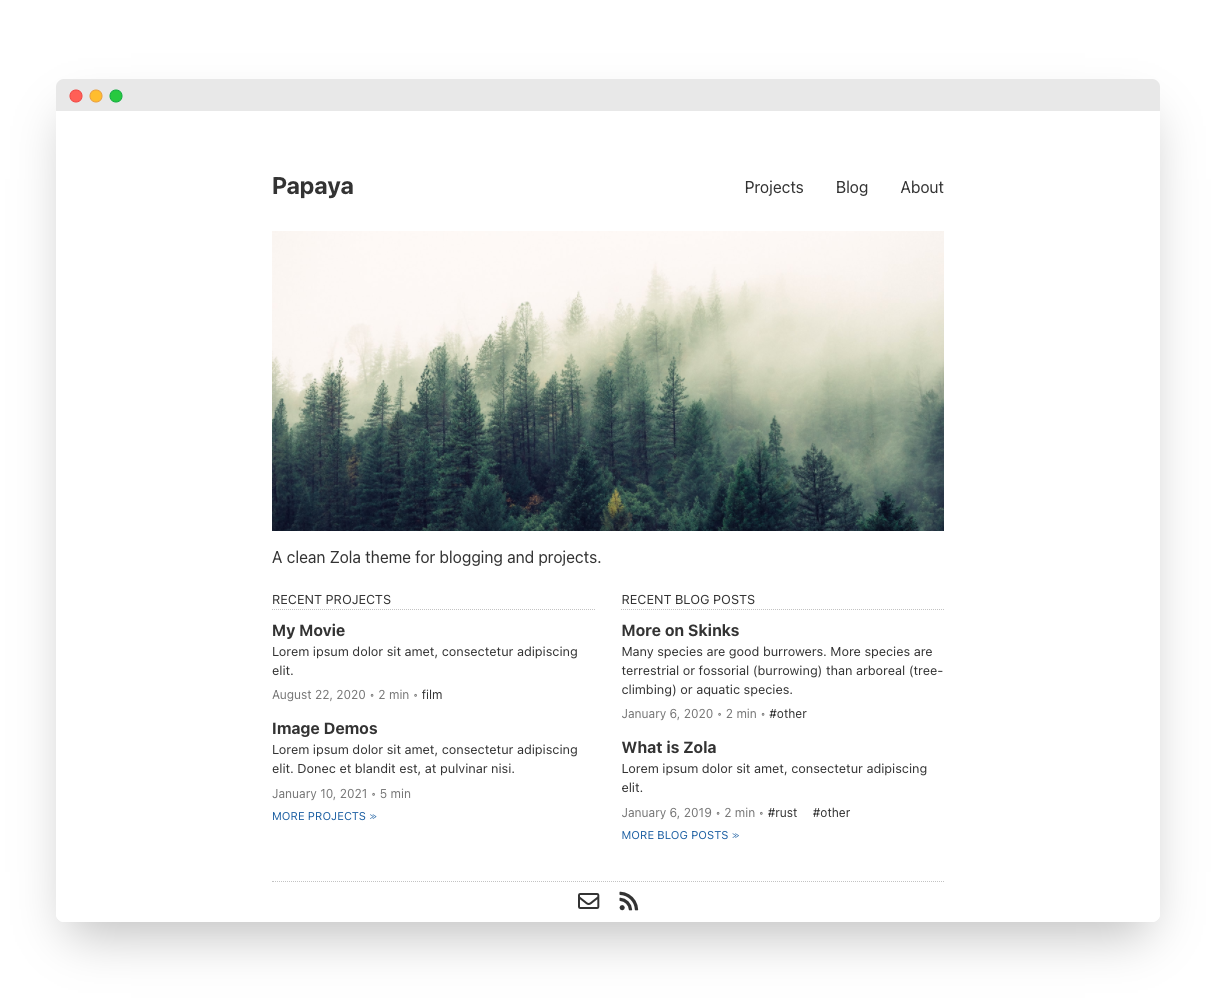 Papaya
Projects Blog About
A clean Zola theme for blogging and projects.
RECENT PROJECTS
My Movie
Lorem ipsum dolor sit amet, consectetur adipiscing
elit.
August 22, 2020 • 2 min • film
Image Demos
Lorem ipsum dolor sit amet, consectetur adipiscing
elit. Donec et blandit est, at pulvinar nisi.
January 10, 2021 • 5 min
MORE PROJECTS »
RECENT BLOG POSTS
More on Skinks
Many species are good burrowers. More species are
terrestrial or fossorial (burrowing) than arboreal (tree-
climbing) or aquatic species.
January 6, 2020 • 2 min • #other
What is Zola
Lorem ipsum dolor sit amet, consectetur adipiscing
elit.
January 6, 2019 • 2 min • #rust #other
MORE BLOG POSTS »